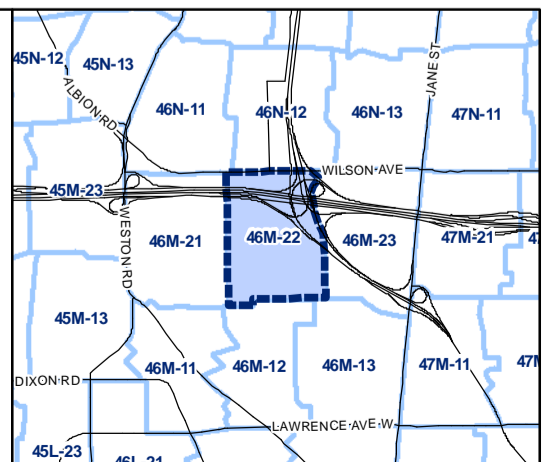 45N-12
45N-13
JANE ST
ALBION RD
46N-11
46N-12
46N-13
47N-11
WILSON AVE
45M-23
WESTON RD
46M-21
46M-22
46M-23
47M-21
45M-13
46M-11
46M-12
46M-13
47M-11
DIXON RD
LAWRENCE AVE W
45L-23